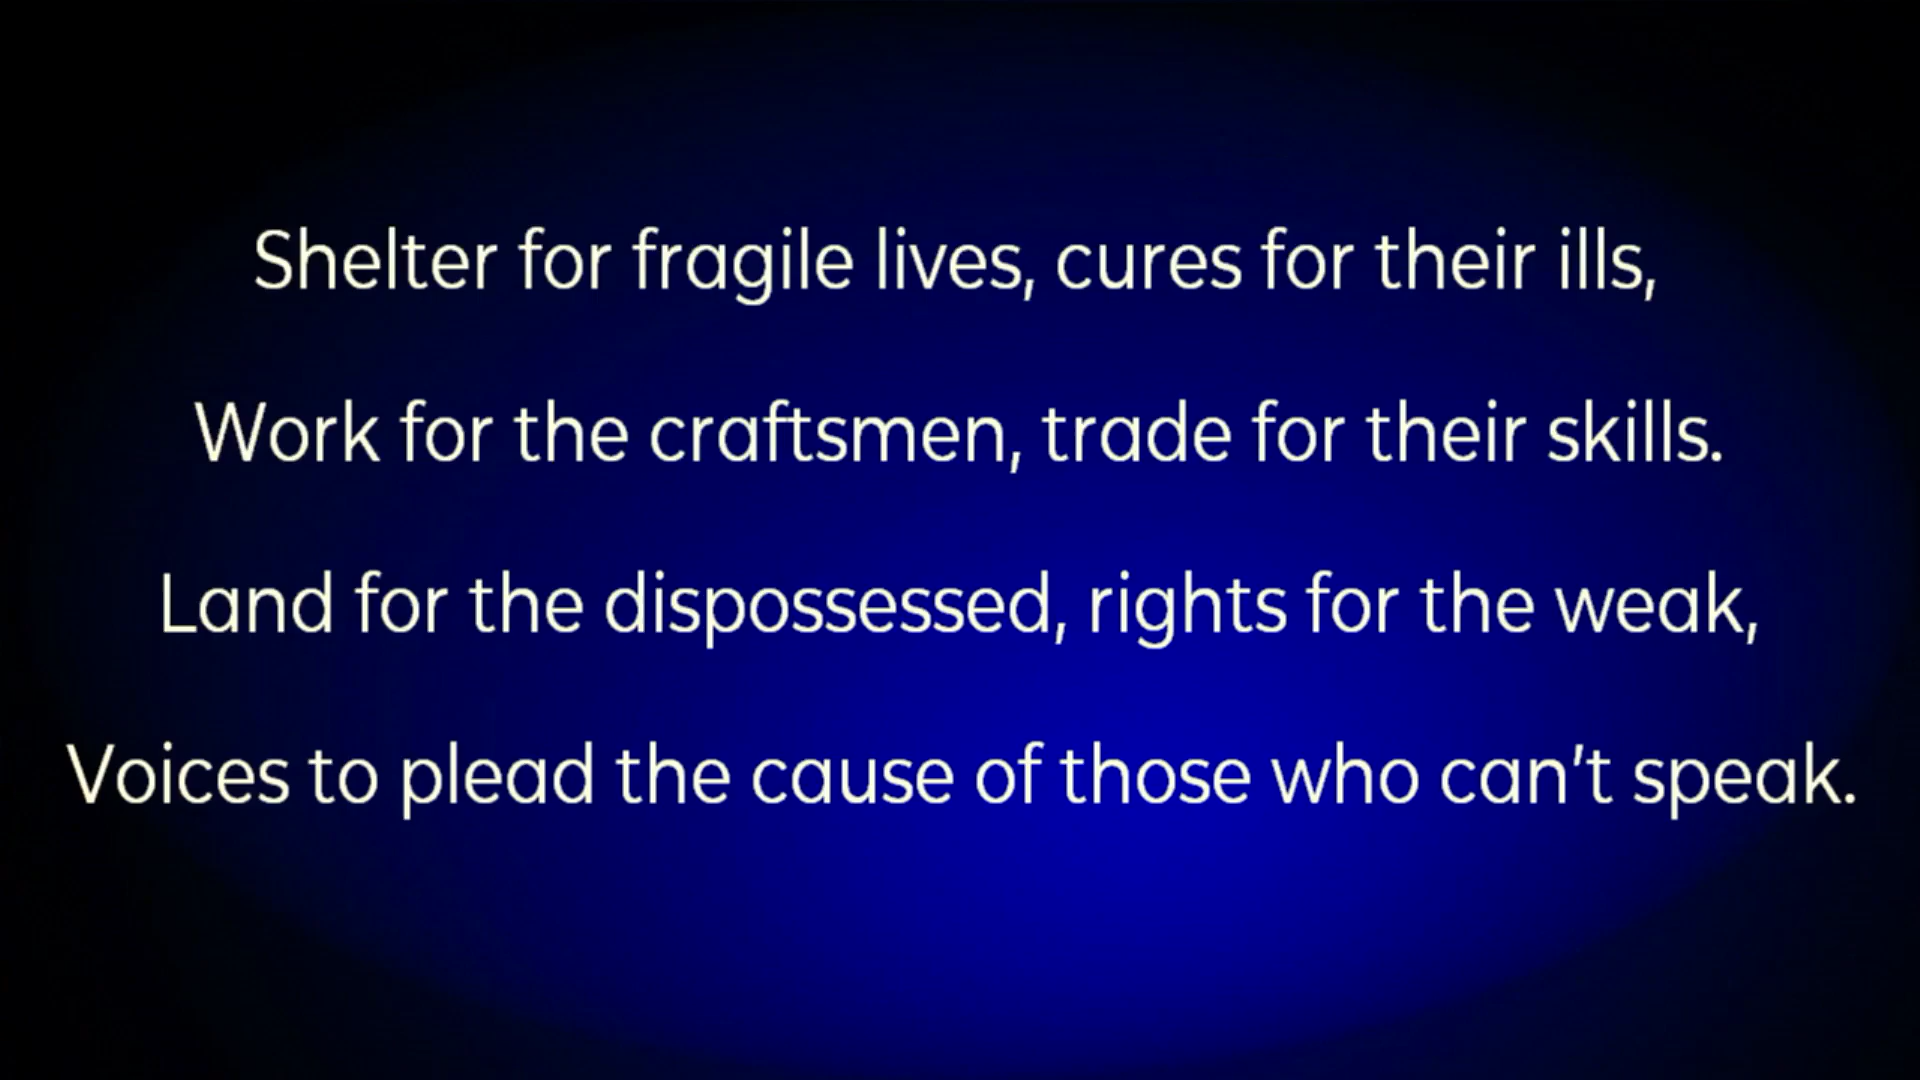 Shelter for fragile lives, cures for their ills,
Work for the craftsmen, trade for their skills.
Land for the dispossessed, rights for the weak,
Voices to plead the cause of those who can’t speak.